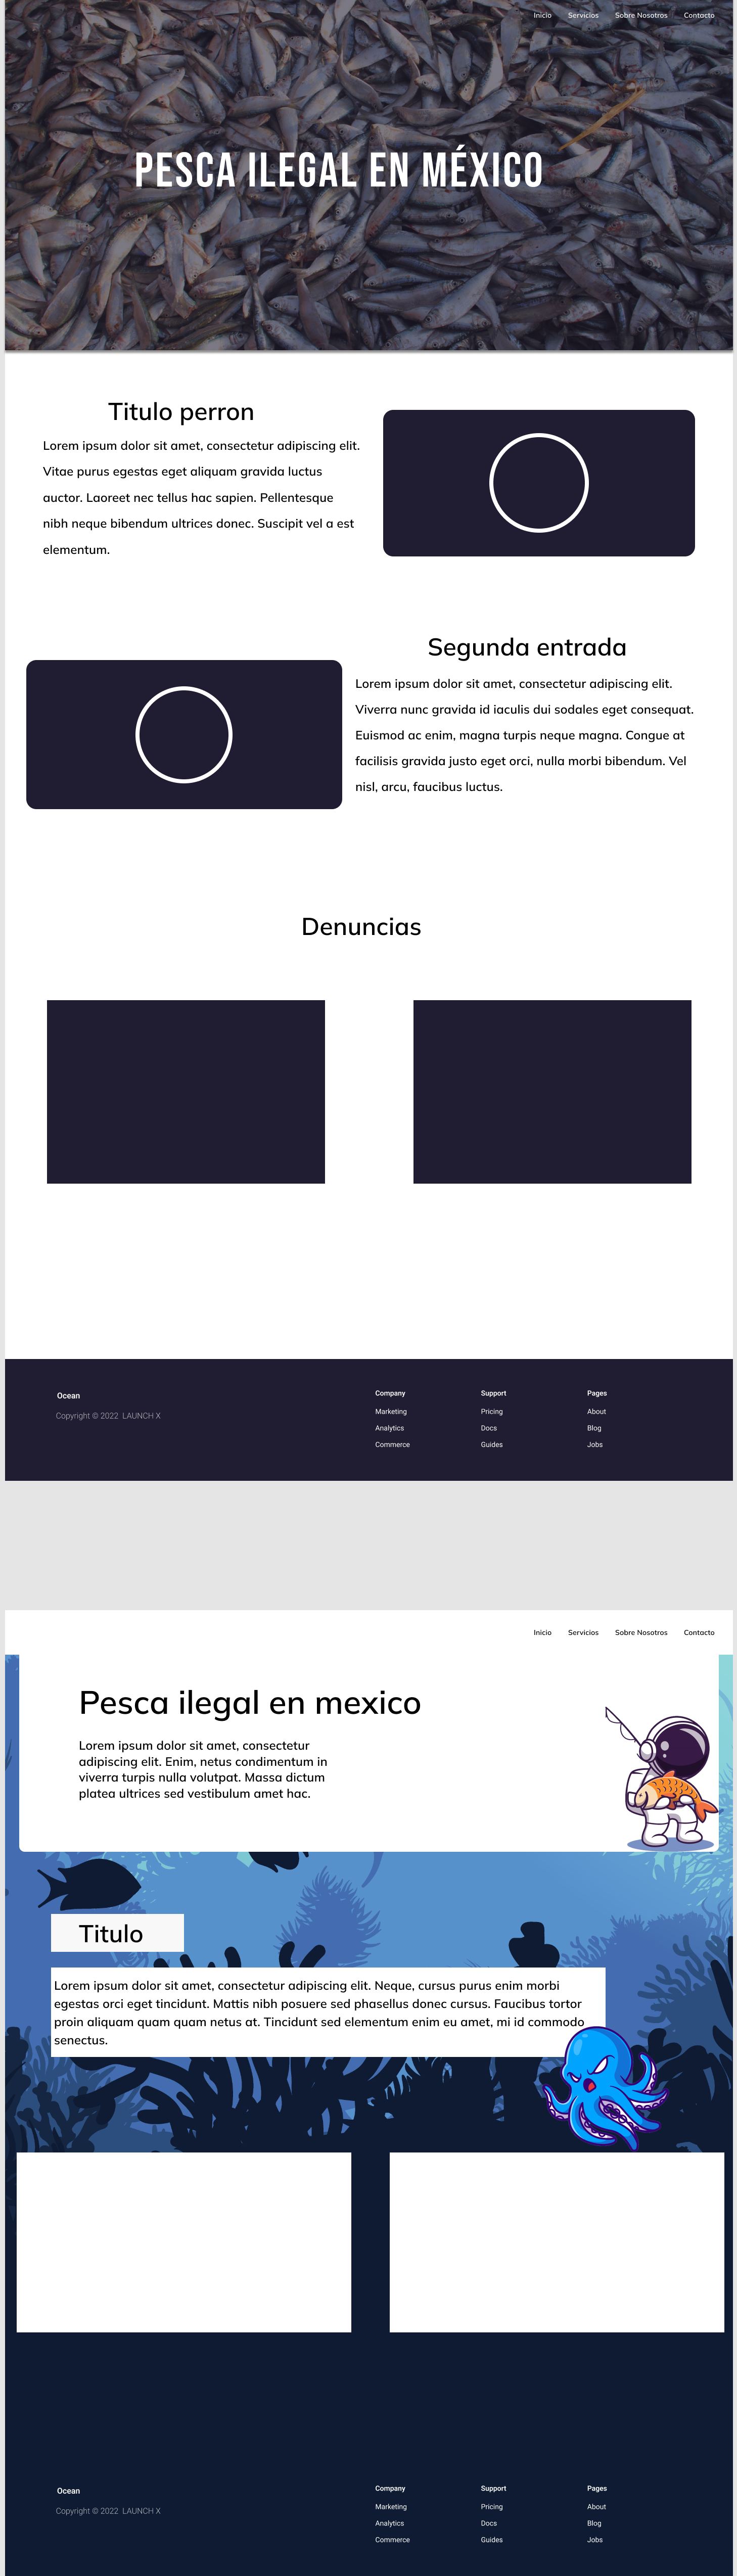 Inicio Servicios Sobre Nosotros Contacto
PESCA ILEGAL EN MÉXICO
Titulo perron
Lorem ipsum dolor sit amet, consectetur adipiscing elit.
Vitae purus egestas eget aliquam gravida luctus
auctor. Laoreet nec tellus hac sapien. Pellentesque
nibh neque bibendum ultrices donec. Suscipit vel a est
elementum.
Segunda entrada
Lorem ipsum dolor sit amet, consectetur adipiscing elit.
Viverra nunc gravida id iaculis dui sodales eget consequat.
Euismod ac enim, magna turpis neque magna. Congue at
facilisis gravida justo eget orci, nulla morbi bibendum. Vel
nisl, arcu, faucibus luctus.
Denuncias
Ocean
Copyright © 2022 LAUNCH X
Company
Marketing
Analytics
Commerce
Support
Pricing
Docs
Guides
Pages
About
Blog
Jobs
Inicio Servicios Sobre Nosotros Contacto
Pesca ilegal en mexico
Lorem ipsum dolor sit amet, consectetur
adipiscing elit. Enim, netus condimentum in
viverra turpis nulla volutpat. Massa dictum
platea ultrices sed vestibulum amet hac.
Titulo
Lorem ipsum dolor sit amet, consectetur adipiscing elit. Neque, cursus purus enim morbi
egestas orci eget tincidunt. Mattis nibh posuere sed phasellus donec cursus. Faucibus tortor
proin aliquam quam quam netus at. Tincidunt sed elementum enim eu amet, mi id commodo
senectus.
Ocean
Copyright © 2022 LAUNCH X
Company
Marketing
Analytics
Commerce
Support
Pricing
Docs
Guides
Pages
About
Blog
Jobs